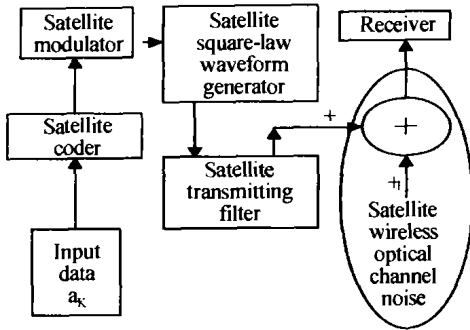 Satellite
modulator
Satellite
square-law
waveform
generator
Receiver
Satellite
coder
Satellite
transmitting
filter
+
+
+
Input
data
aK
Satellite
wireless
optical
channel
noise